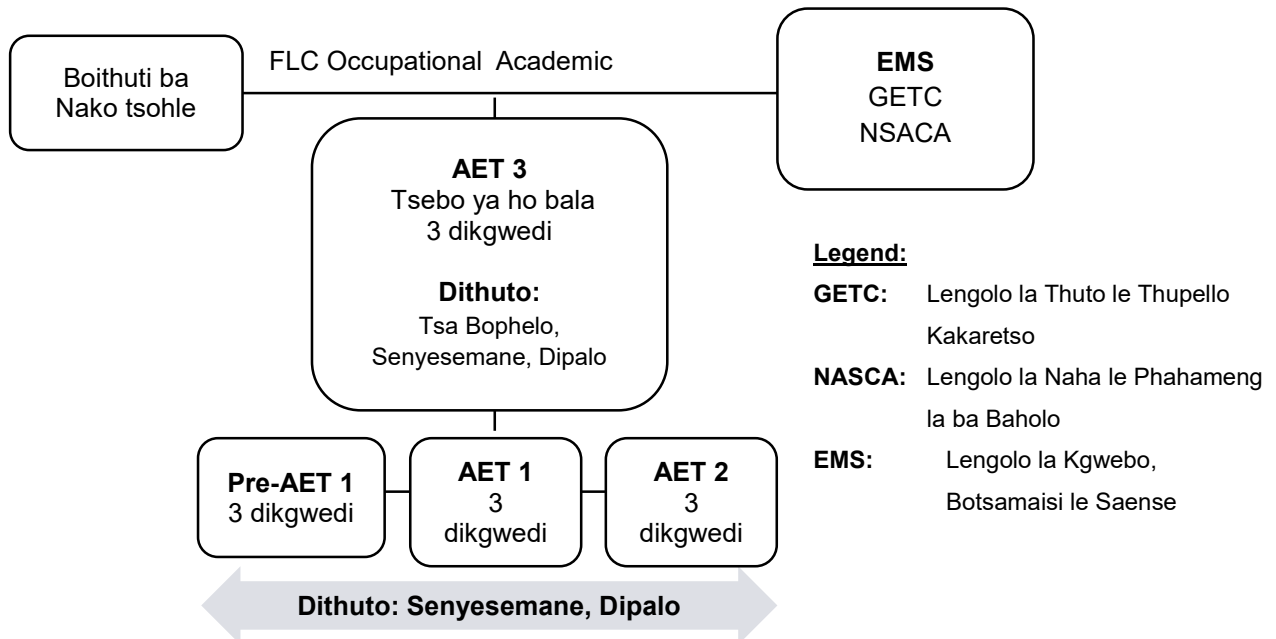 Boithuti ba
Nako tsohle
FLC Occupational Academic
EMS
GETC
NSACA
AET 3
Tsebo ya ho bala
3 dikgwedi
Dithuto:
Tsa Bophelo,
Senyesemane, Dipalo
Legend:
GETC: Lengolo la Thuto le Thupello
Kakaretso
NASCA: Lengolo la Naha le Phahameng
la ba Baholo
EMS: Lengolo la Kgwebo,
Botsamaisi le Saense
Pre-AET 1
3 dikgwedi
AET 1
3
dikgwedi
AET 2
3
dikgwedi
Dithuto: Senyesemane, Dipalo